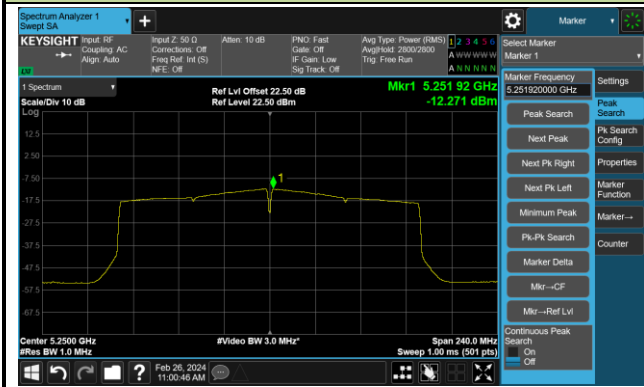 Spectrum Analyzer 1
Swept SA
Marker
KEYSIGHT
Input: RF
Coupling: AC
Align: Auto
Input Z: 50 Ω
Corrections: Off
Freq Ref: Int (S)
NFE: Off
Atten: 10 dB
PNO: Fast
Gate: Off
IF Gain: Low
Sig Track: Off
Avg Type: Power (RMS)
Avg|Hold: 2800/2800
Trig: Free Run
1 2 3 4 5 6
A W W W W W
A N N N N N
LXI
Select Marker
Marker 1
1 Spectrum
Scale/Div 10 dB
Log
Ref Lvl Offset 22.50 dB
Ref Level 22.50 dBm
Mkr1 5.251 92 GHz
-12.271 dBm
12.5
2.50
-7.50
-17.5
-27.5
-37.5
-47.5
-57.5
-67.5
1
Center 5.2500 GHz
#Res BW 1.0 MHz
#Video BW 3.0 MHz*
Span 240.0 MHz
Sweep 1.00 ms (501 pts)
Marker Frequency
5.251920000 GHz
Peak Search
Next Peak
Next Pk Right
Next Pk Left
Minimum Peak
Pk-Pk Search
Marker Delta
Mkr→CF
Mkr→Ref Lvl
Continuous Peak
Search
On
Off
Settings
Peak
Search
Pk Search
Config
Properties
Marker
Function
Marker→
Counter
Feb 26, 2024
11:00:46 AM